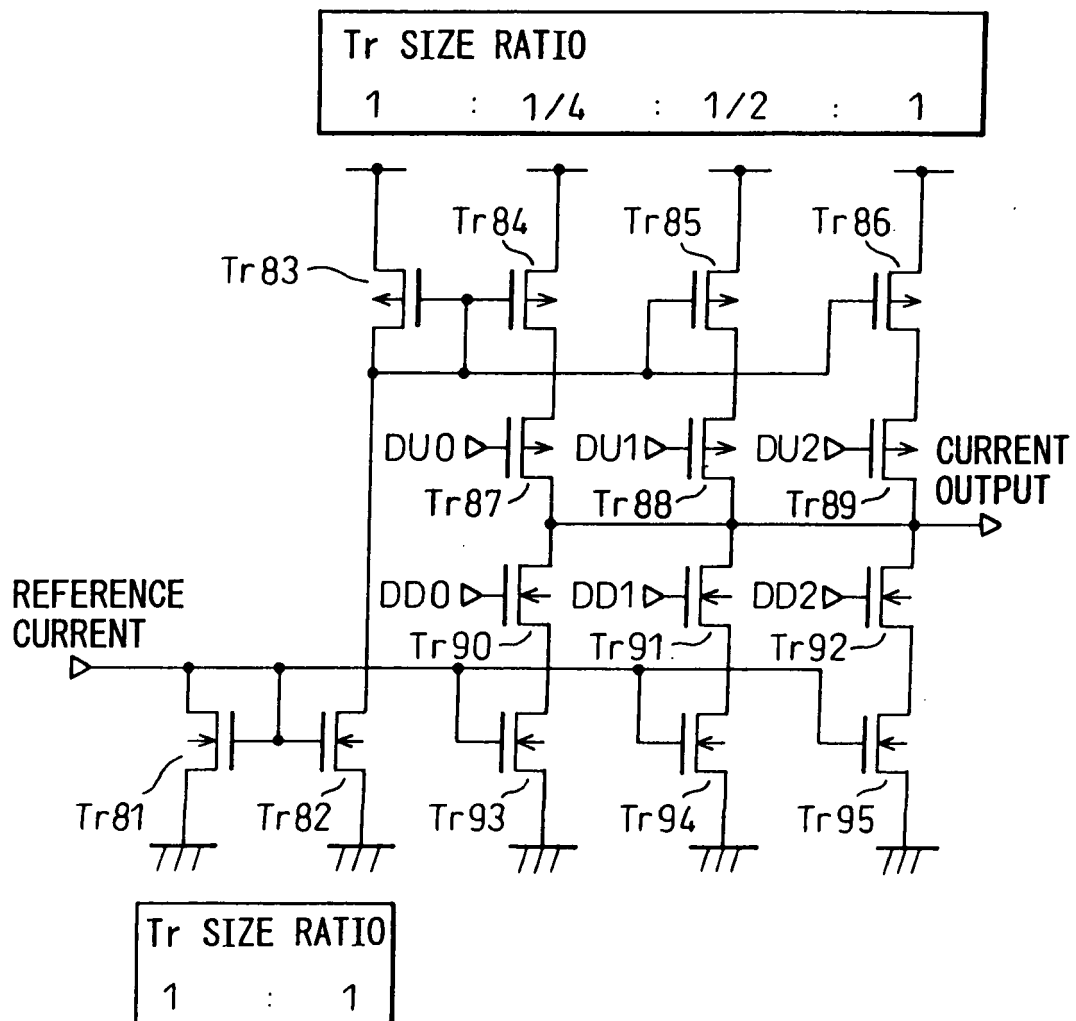 Tr SIZE RATIO
1 : 1/4 : 1/2 : 1
Tr84
Tr85
Tr86
Tr83
DU0
DU1
DU2
CURRENT
OUTPUT
Tr87
Tr88
Tr89
REFERENCE
CURRENT
DD0
DD1
DD2
Tr90
Tr91
Tr92
Tr81
Tr82
Tr93
Tr94
Tr95
Tr SIZE RATIO
1 : 1